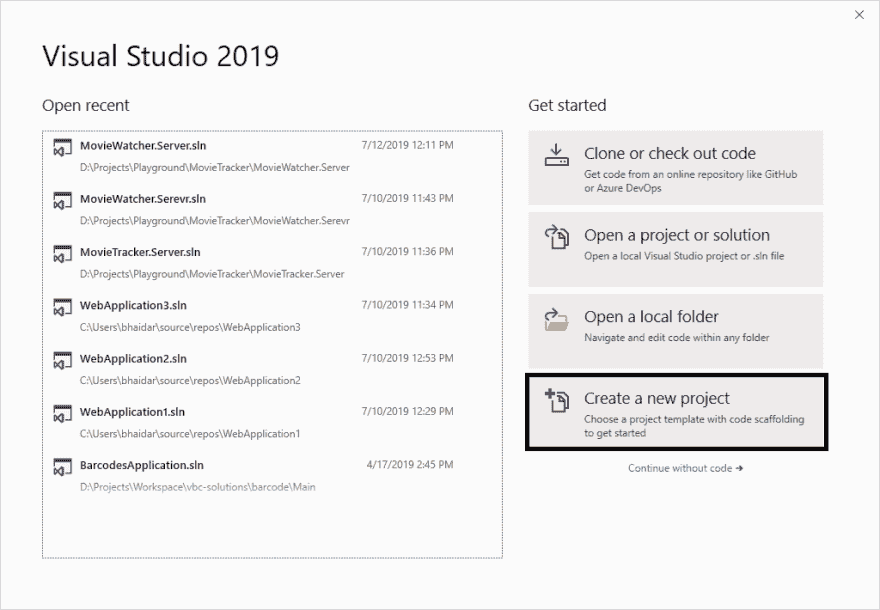 Visual Studio 2019
Open recent
MovieWatcher.Server.sln 7/12/2019 12:11 PM
D:\Projects\Playground\MovieTracker\MovieWatcher.Server
MovieWatcher.Serevr.sln 7/10/2019 11:43 PM
D:\Projects\Playground\MovieTracker\MovieWatcher.Serevr
MovieTracker.Server.sln 7/10/2019 11:36 PM
D:\Projects\Playground\MovieTracker\MovieTracker.Server
WebApplication3.sln 7/10/2019 11:34 PM
C:\Users\bhaidar\source\repos\WebApplication3
WebApplication2.sln 7/10/2019 12:53 PM
C:\Users\bhaidar\source\repos\WebApplication2
WebApplication1.sln 7/10/2019 12:29 PM
C:\Users\bhaidar\source\repos\WebApplication1
BarcodesApplication.sln 4/17/2019 2:45 PM
D:\Projects\Workspace\vbc-solutions\barcode\Main
Get started
Clone or check out code
Get code from an online repository like GitHub
or Azure DevOps
Open a project or solution
Open a local Visual Studio project or .sln file
Open a local folder
Navigate and edit code within any folder
Create a new project
Choose a project template with code scaffolding
to get started
Continue without code →